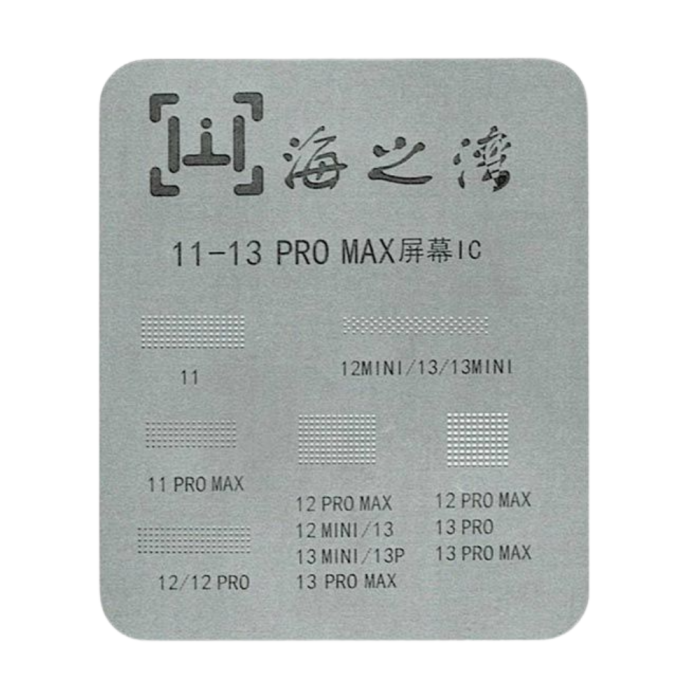 海之湾
11-13 PRO MAX屏幕IC
11
12MINI/13/13MINI
11 PRO MAX
12 PRO MAX
12 MINI/13
13 MINI/13P
13 PRO MAX
12 PRO MAX
13 PRO
13 PRO MAX
12/12 PRO